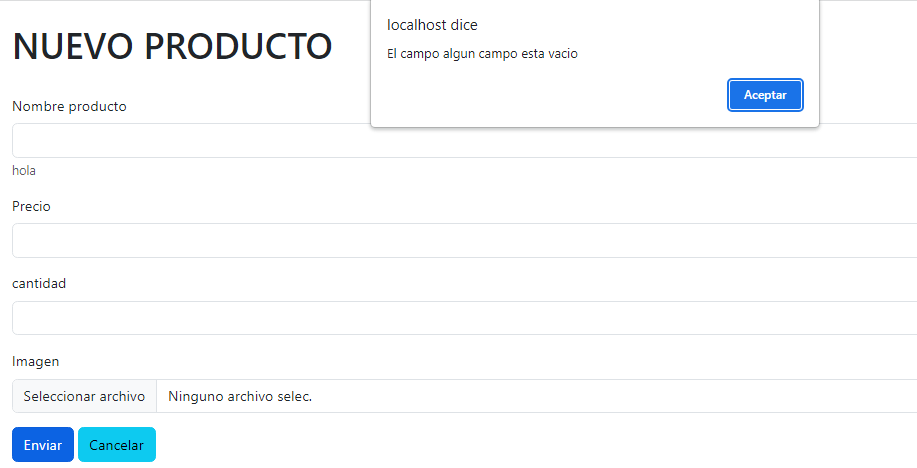 localhost dice
El campo algun campo esta vacio
Aceptar
NUEVO PRODUCTO
Nombre producto
hola
Precio
cantidad
Imagen
Seleccionar archivo Ninguno archivo selec.
Enviar Cancelar